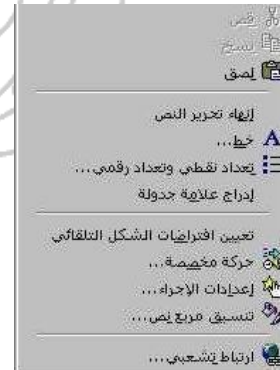 قص
نسخ
لصق
إنهاء تحرير النص
خط...
تعداد نقطي وتعداد رقمي...
إدراج علامة جدولة
تعيين افتراضات الشكل التلقائي
حركة مخصصة...
إعدادات الإجراء...
تنسيق مربع نص...
ارتباط تشعبي...